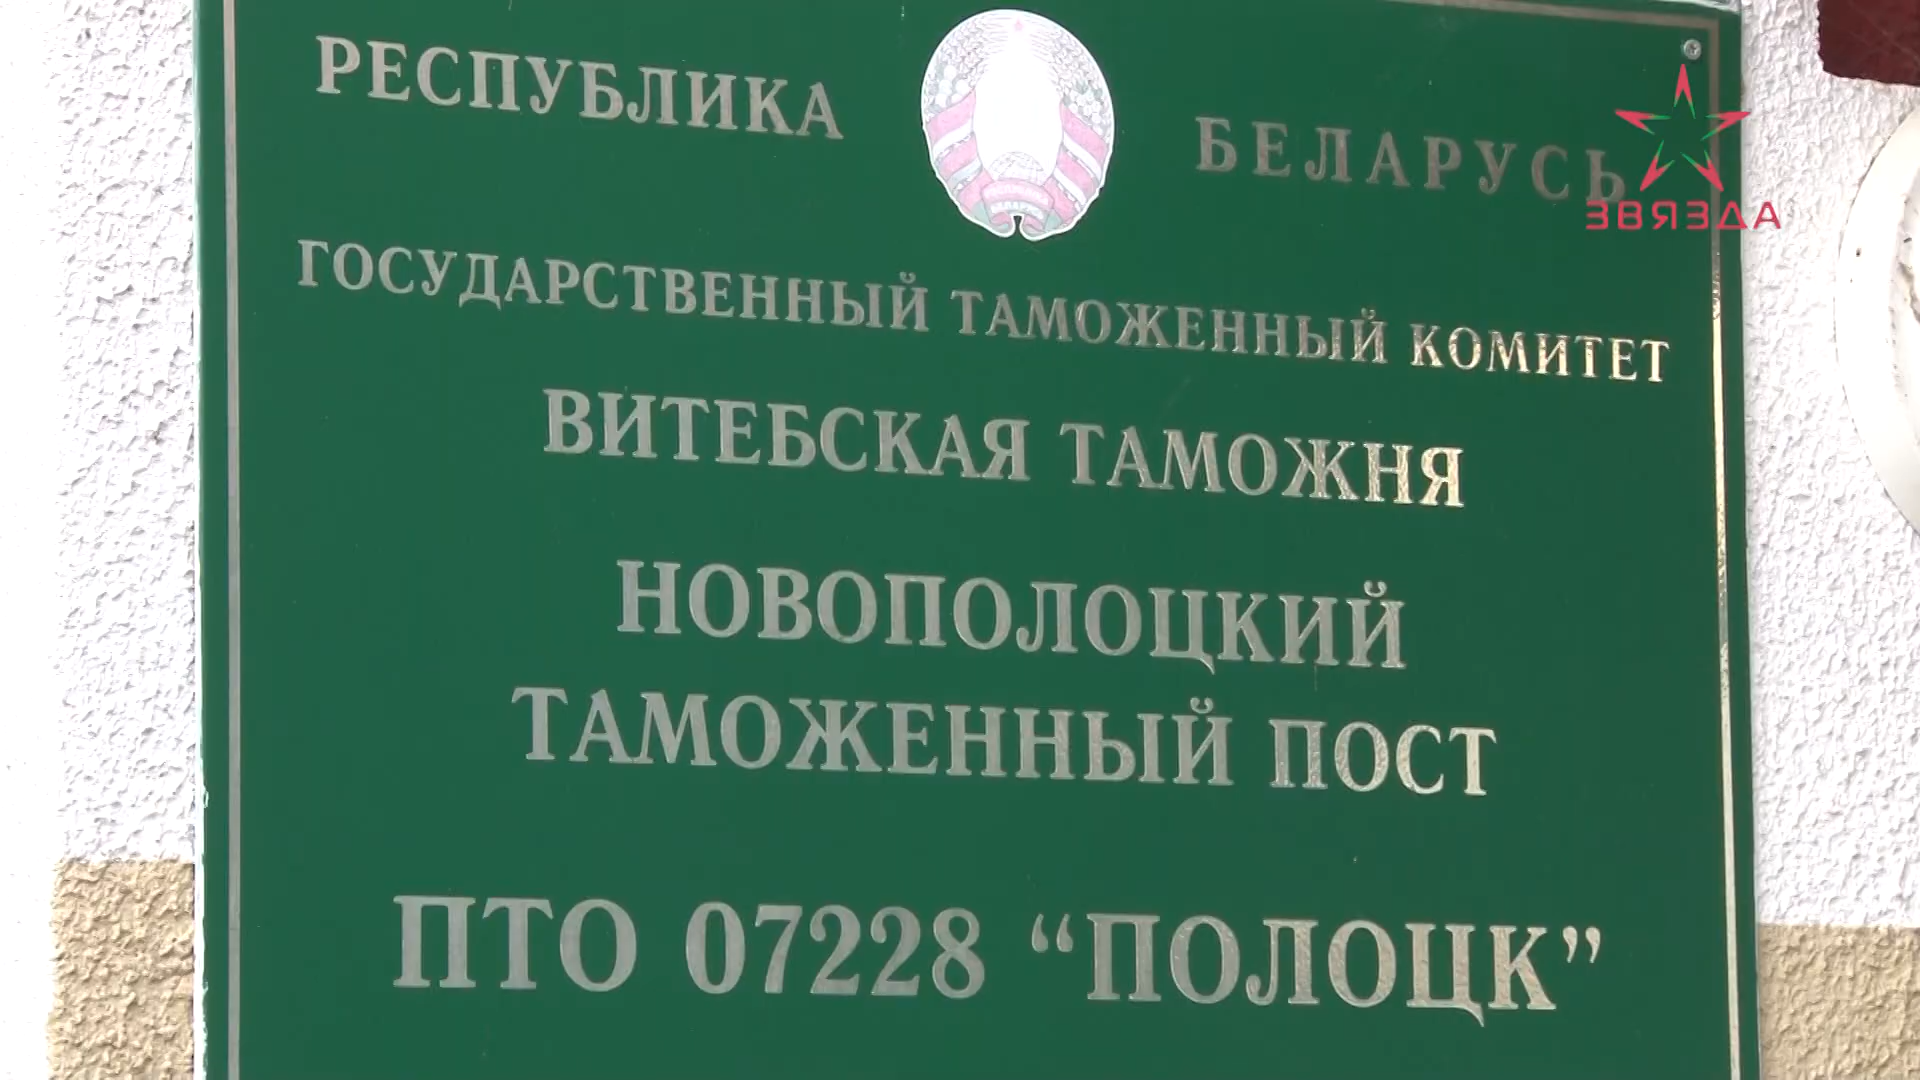 РЕСПУБЛИКА БЕЛАРУСЬ
ЗВЯЗДА
ГОСУДАРСТВЕННЫЙ ТАМОЖЕННЫЙ КОМИТЕТ
ВИТЕБСКАЯ ТАМОЖНЯ
НОВОПОЛОЦКИЙ
ТАМОЖЕННЫЙ ПОСТ
ПТО 07228 “ПОЛОЦК”